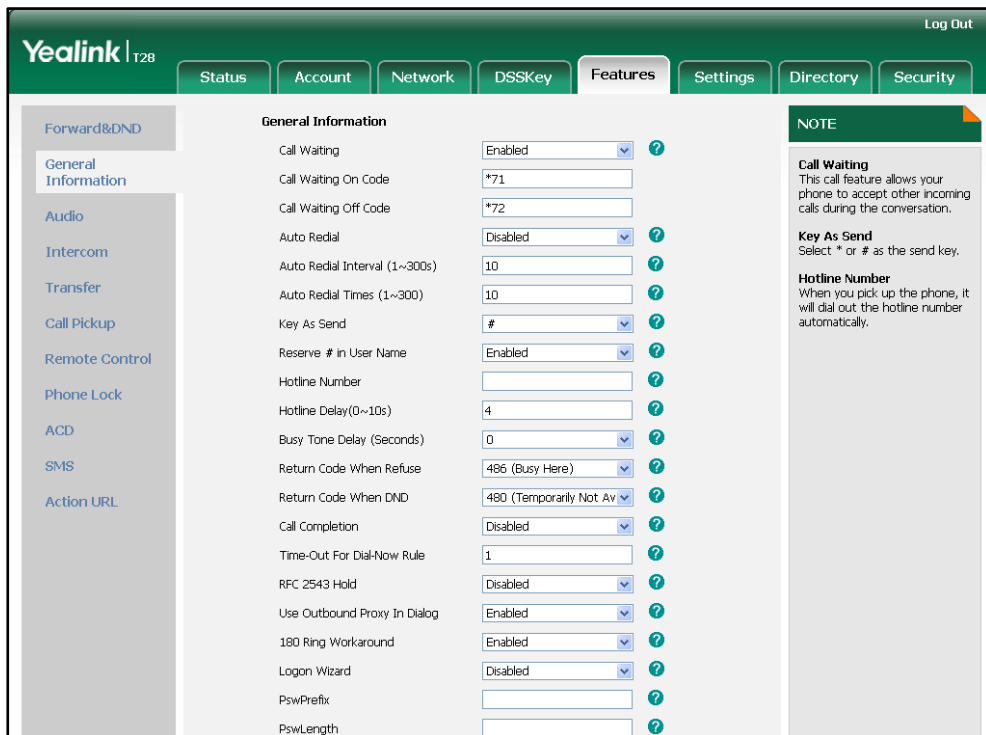 Log Out
Yealink | T28
Status Account Network DSSKey Features Settings Directory Security
Forward&DND
General
Information
Audio
Intercom
Transfer
Call Pickup
Remote Control
Phone Lock
ACD
SMS
Action URL
General Information
Call Waiting Enabled ?
Call Waiting On Code *71
Call Waiting Off Code *72
Auto Redial Disabled ?
Auto Redial Interval (1~300s) 10 ?
Auto Redial Times (1~300) 10 ?
Key As Send # ?
Reserve # in User Name Enabled ?
Hotline Number ?
Hotline Delay(0~10s) 4 ?
Busy Tone Delay (Seconds) 0 ?
Return Code When Refuse 486 (Busy Here) ?
Return Code When DND 480 (Temporarily Not Av ?
Call Completion Disabled ?
Time-Out For Dial-Now Rule 1 ?
RFC 2543 Hold Disabled ?
Use Outbound Proxy In Dialog Enabled ?
180 Ring Workaround Enabled ?
Logon Wizard Disabled ?
PswPrefix ?
PswLength ?
NOTE
Call Waiting
This call feature allows your
phone to accept other incoming
calls during the conversation.
Key As Send
Select * or # as the send key.
Hotline Number
When you pick up the phone, it
will dial out the hotline number
automatically.